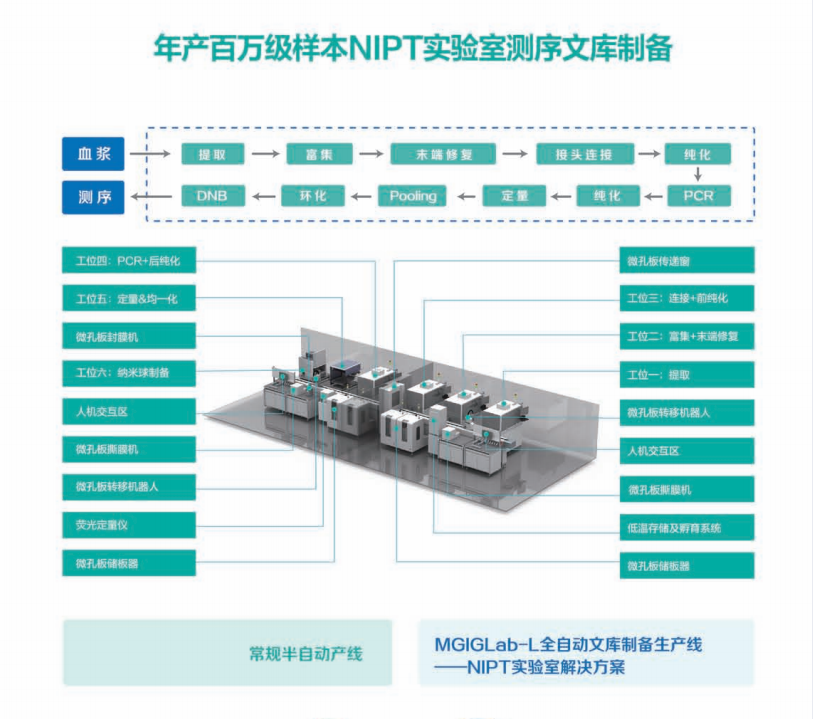 年产百万级样本NIPT实验室测序文库制备
血浆
提取
富集
末端修复
接头连接
纯化
测序
DNB
环化
Pooling
定量
纯化
PCR
工位四：PCR+后纯化
工位五：定量&均一化
微孔板封膜机
工位六：纳米球制备
人机交互区
微孔板撕膜机
微孔板转移机器人
荧光定量仪
微孔板储板器
微孔板传递窗
工位三：连接+前纯化
工位二：富集+末端修复
工位一：提取
微孔板转移机器人
人机交互区
微孔板撕膜机
低温存储及孵育系统
微孔板储板器
常规半自动产线
MGIGLab-L全自动文库制备生产线
——NIPT实验室解决方案